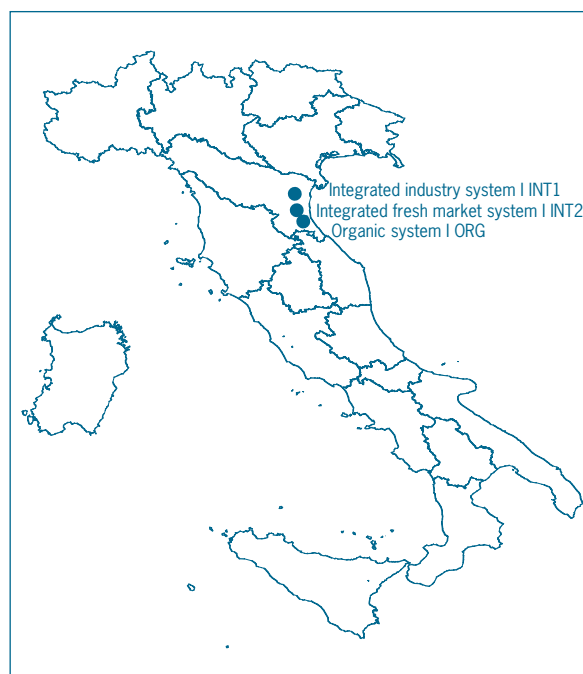 Integrated industry system I INT1
Integrated fresh market system I INT2
Organic system I ORG